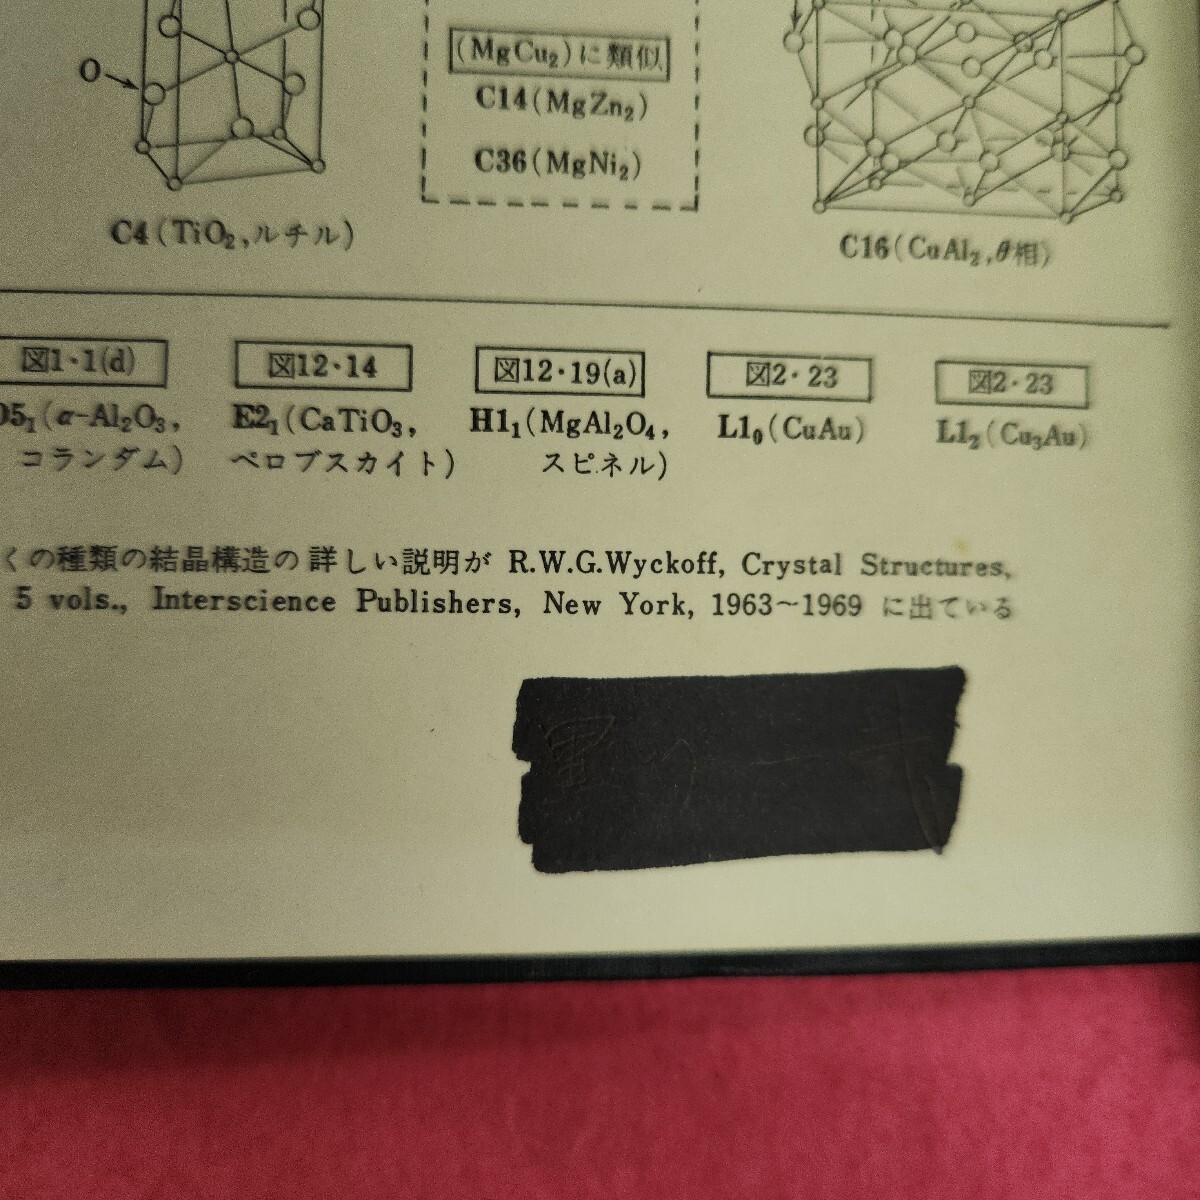 O
(MgCu₂)に類似
C14(MgZn₂)
C36(MgNi₂)
C4(TiO₂,ルチル)
C16(CuAl₂,θ相)
図1・1(d) 図12・14 図12・19(a) 図2・23 図2・23
D5₁(α-Al₂O₃, E2₁(CaTiO₃, H1₁(MgAl₂O₄, L1₀(CuAu) L1₂(Cu₃Au)
コランダム) ペロブスカイト) スピネル)
くの種類の結晶構造の詳しい説明が R.W.G.Wyckoff, Crystal Structures,
5 vols., Interscience Publishers, New York, 1963~1969 に出ている